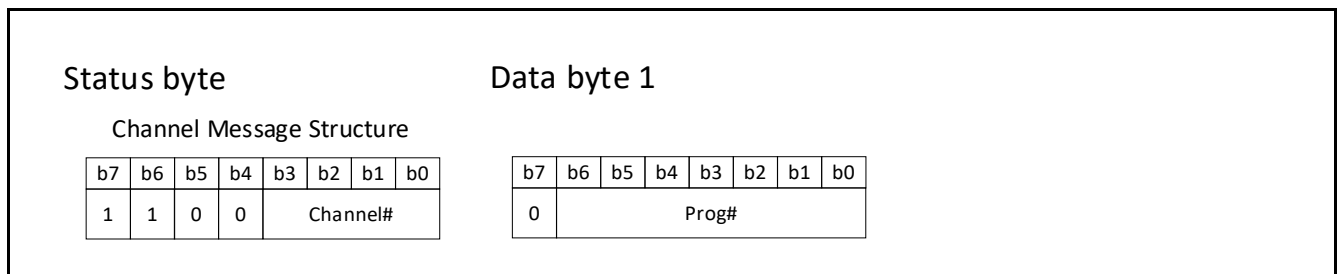 Status byte Data byte 1
Channel Message Structure
b7 b6 b5 b4 b3 b2 b1 b0 b7 b6 b5 b4 b3 b2 b1 b0
1 1 0 0 Channel# 0 Prog#